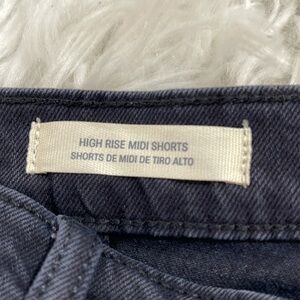 HIGH RISE MIDI SHORTS
SHORTS DE MIDI DE TIRO ALTO